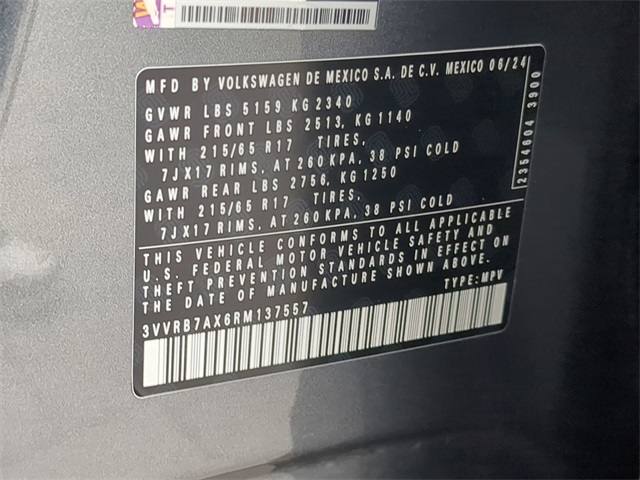 MFD BY VOLKSWAGEN DE MEXICO S.A. DE C.V. MEXICO 06/24
GVWR LBS 5159 KG 2340
GAWR FRONT LBS 2513, KG 1140
WITH 215/65 R17 TIRES,
7JX17 RIMS, AT 260 KPA, 38 PSI COLD
GAWR REAR LBS 2756, KG 1250
WITH 215/65 R17 TIRES,
7JX17 RIMS, AT 260 KPA, 38 PSI COLD
2354604 3900
THIS VEHICLE CONFORMS TO ALL APPLICABLE
U.S. FEDERAL MOTOR VEHICLE SAFETY AND
THEFT PREVENTION STANDARDS IN EFFECT ON
THE DATE OF MANUFACTURE SHOWN ABOVE.
TYPE: MPV
3VVRB7AX6RM137557